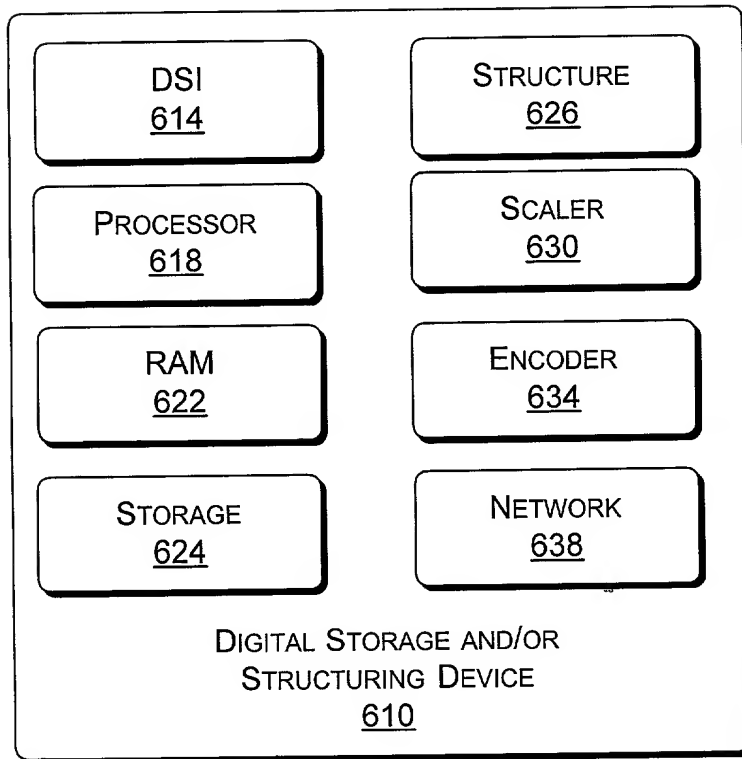 DSI
614
STRUCTURE
626
PROCESSOR
618
SCALER
630
RAM
622
ENCODER
634
STORAGE
624
NETWORK
638
DIGITAL STORAGE AND/OR
STRUCTURING DEVICE
610